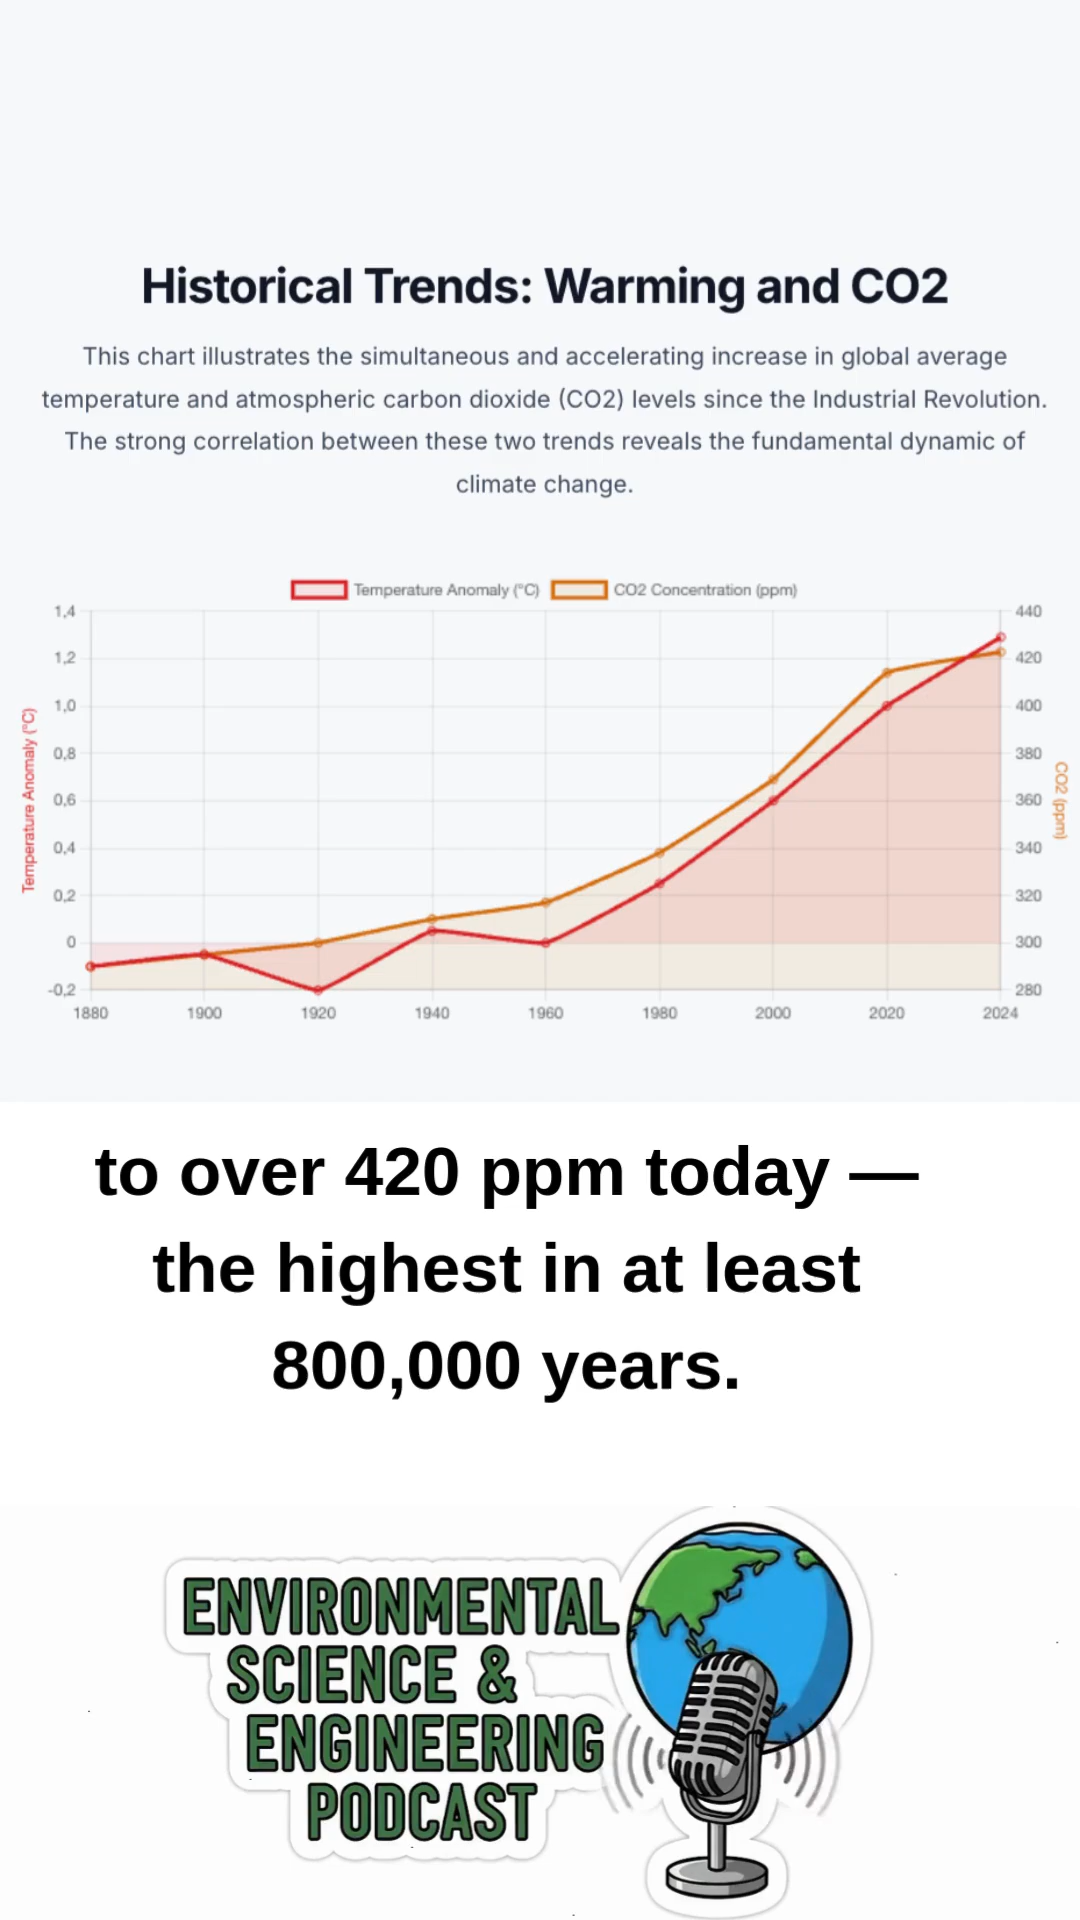 Historical Trends: Warming and CO2
This chart illustrates the simultaneous and accelerating increase in global average
temperature and atmospheric carbon dioxide (CO2) levels since the Industrial Revolution.
The strong correlation between these two trends reveals the fundamental dynamic of
climate change.
Temperature Anomaly (°C) CO2 Concentration (ppm)
Temperature Anomaly (°C)
1,4
1,2
1,0
0,8
0,6
0,4
0,2
0
-0,2
440
420
400
380
360
340
320
300
280
CO2 (ppm)
1880 1900 1920 1940 1960 1980 2000 2020 2024
to over 420 ppm today —
the highest in at least
800,000 years.
ENVIRONMENTAL
SCIENCE &
ENGINEERING
PODCAST